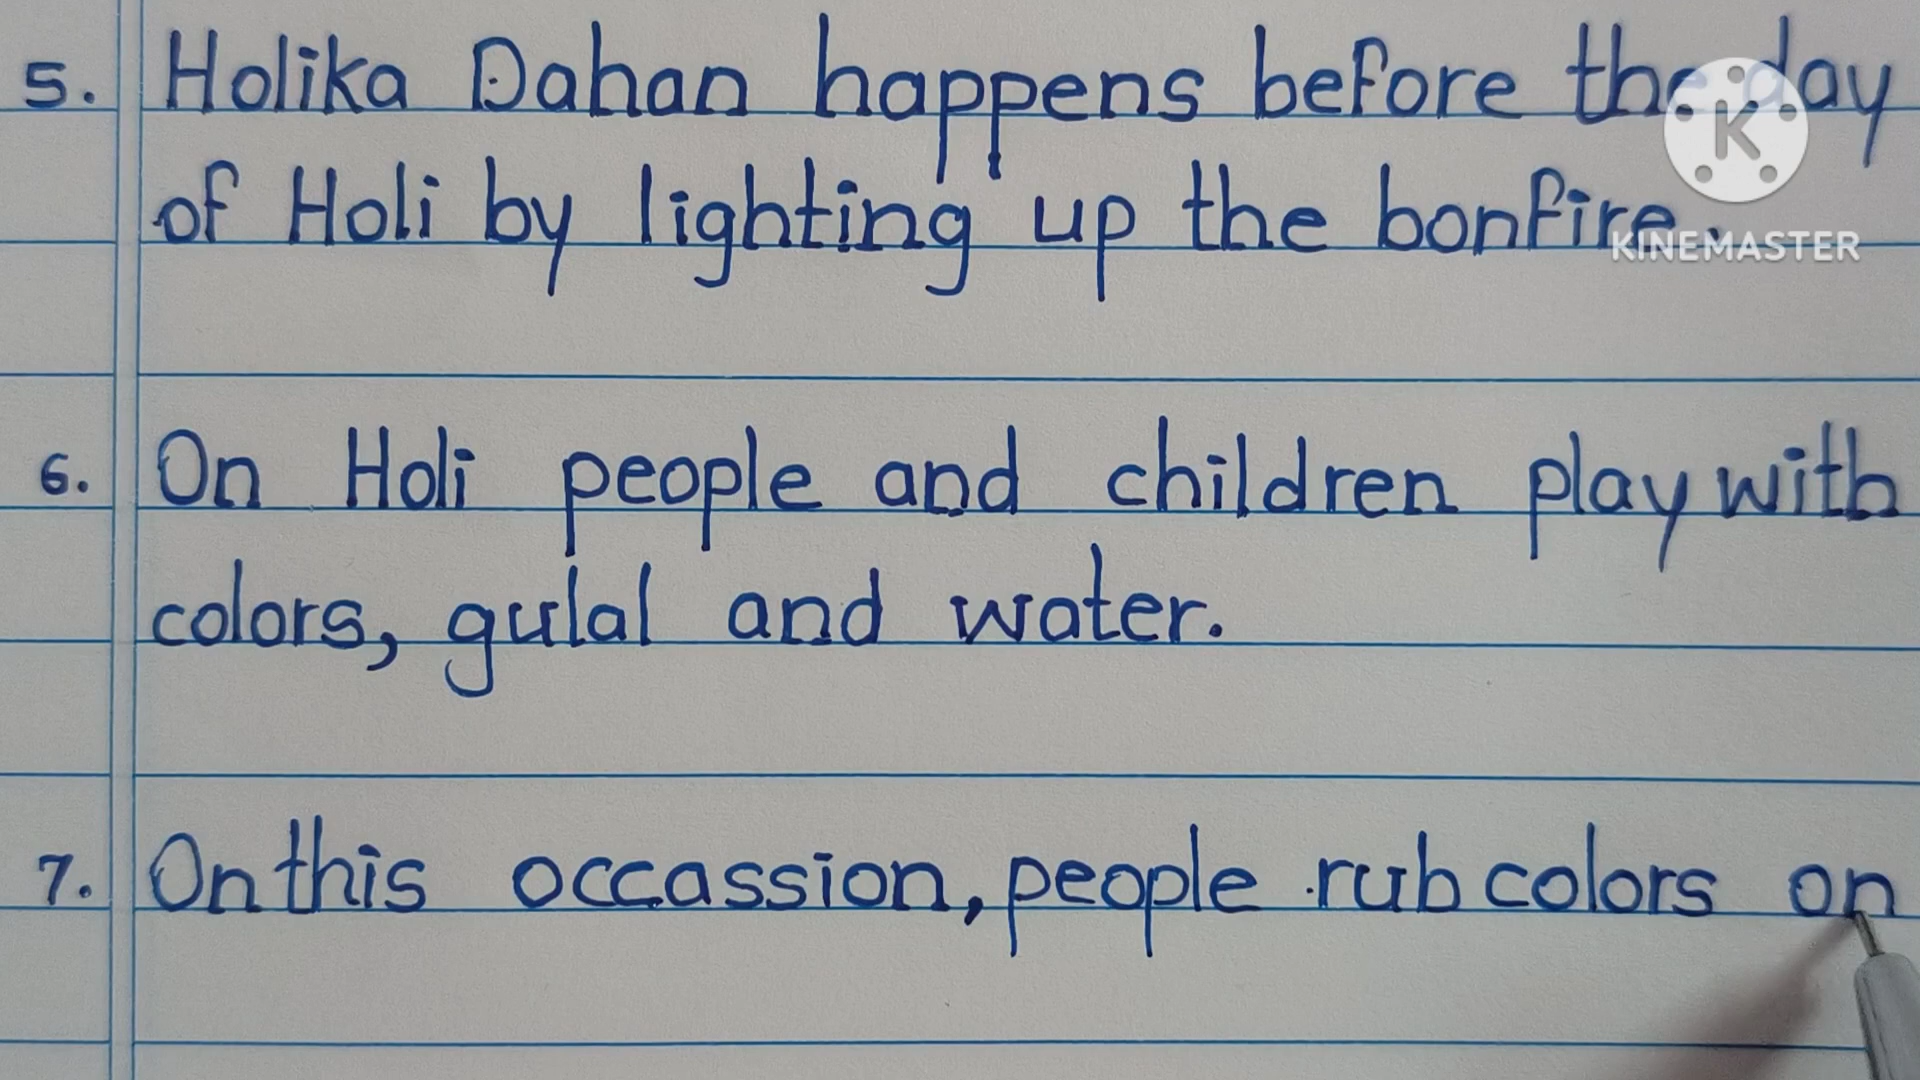 5. Holika Dahan happens before the day
of Holi by lighting up the bonfire.
KINEMASTER
6. On Holi people and children play with
colors, gulal and water.
7. On this occassion, people rub colors on